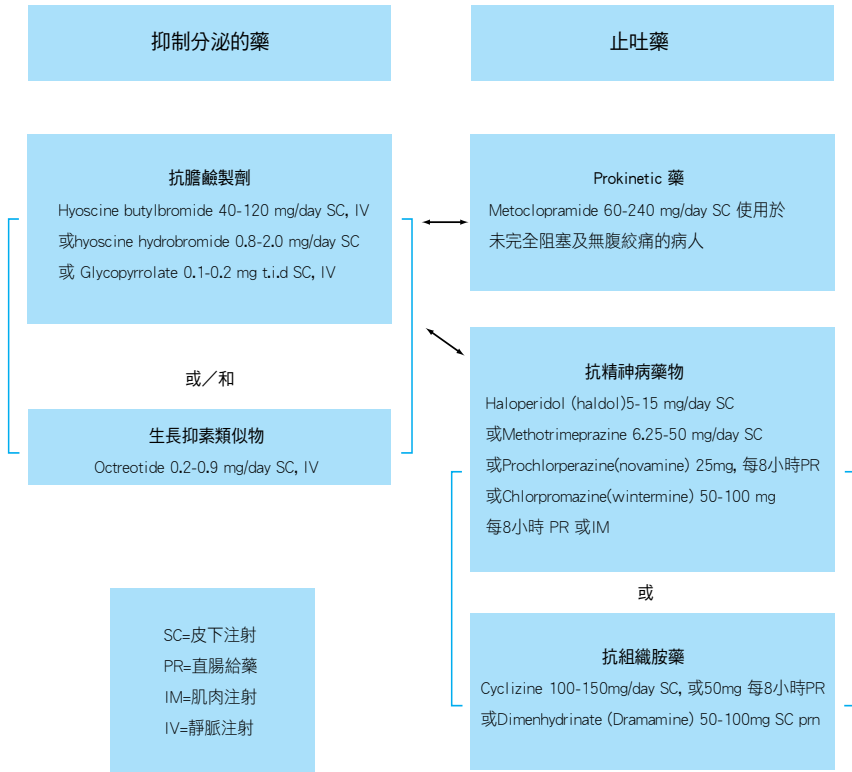 抑制分泌的藥
抗膽鹼製劑
Hyoscine butylbromide 40-120 mg/day SC, IV
或hyoscine hydrobromide 0.8-2.0 mg/day SC
或 Glycopyrrolate 0.1-0.2 mg t.i.d SC, IV
或／和
生長抑素類似物
Octreotide 0.2-0.9 mg/day SC, IV
SC=皮下注射
PR=直腸給藥
IM=肌肉注射
IV=靜脈注射
止吐藥
Prokinetic 藥
Metoclopramide 60-240 mg/day SC 使用於
未完全阻塞及無腹絞痛的病人
抗精神病藥物
Haloperidol (haldol)5-15 mg/day SC
或Methotrimeprazine 6.25-50 mg/day SC
或Prochlorperazine(novamine) 25mg, 每8小時PR
或Chlorpromazine(wintermine) 50-100 mg
每8小時 PR 或IM
或
抗組織胺藥
Cyclizine 100-150mg/day SC, 或50mg 每8小時PR
或Dimenhydrinate (Dramamine) 50-100mg SC prn